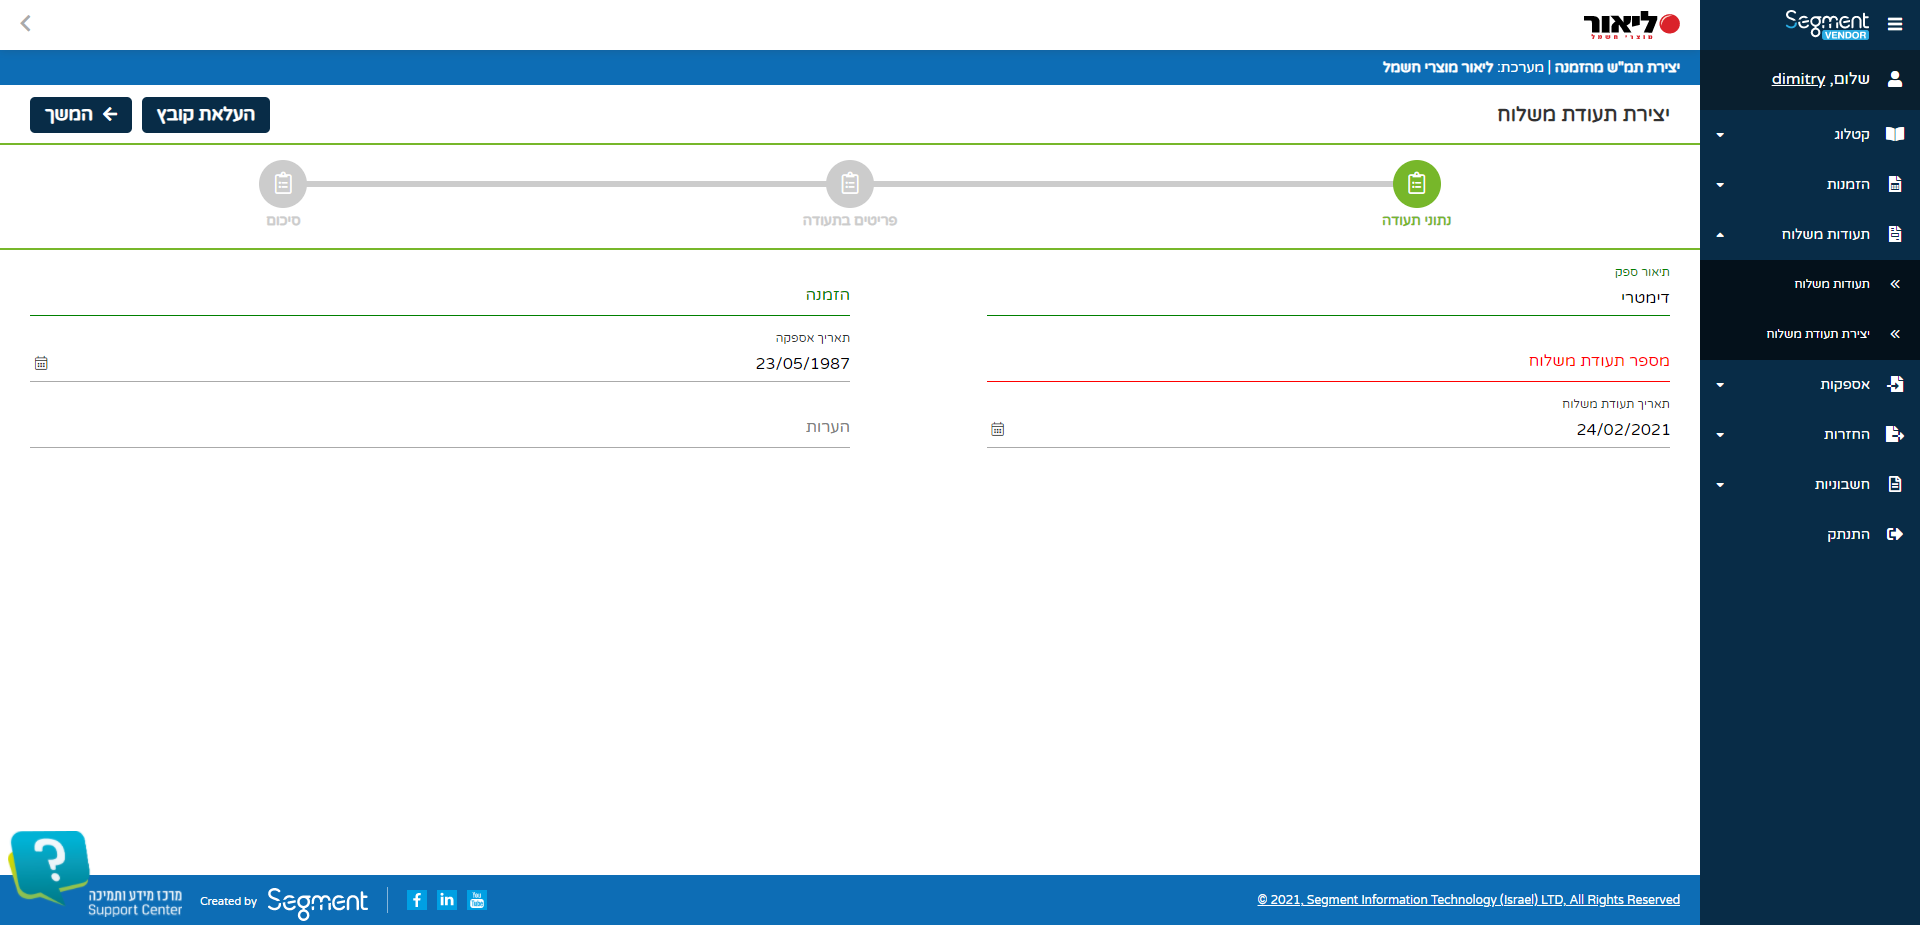 Segment
VENDOR
ליאור
מוצרי חשמל
יצירת תמ"ש מהזמנה | מערכת: ליאור מוצרי חשמל
שלום, dimitry
קטלוג
הזמנות
תעודות משלוח
תעודות משלוח
יצירת תעודת משלוח
אספקות
החזרות
חשבוניות
התנתק
יצירת תעודת משלוח
העלאת קובץ
המשך
נתוני תעודה
פריטים בתעודה
סיכום
תיאור ספק
דימטרי
הזמנה
מספר תעודת משלוח
תאריך אספקה
23/05/1987
תאריך תעודת משלוח
24/02/2021
הערות
© 2021, Segment Information Technology (Israel) LTD, All Rights Reserved
You
Tube
in
f
Created by Segment
?
מרכז מידע ותמיכה
Support Center